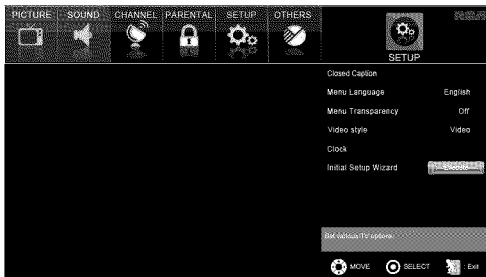 PICTURE SOUND CHANNEL PARENTAL SETUP OTHERS
SETUP
Closed Caption
Menu Language English
Menu Transparency Off
Video style Video
Clock
Initial Setup Wizard Execute
Set various TV options.
MOVE SELECT : Exit